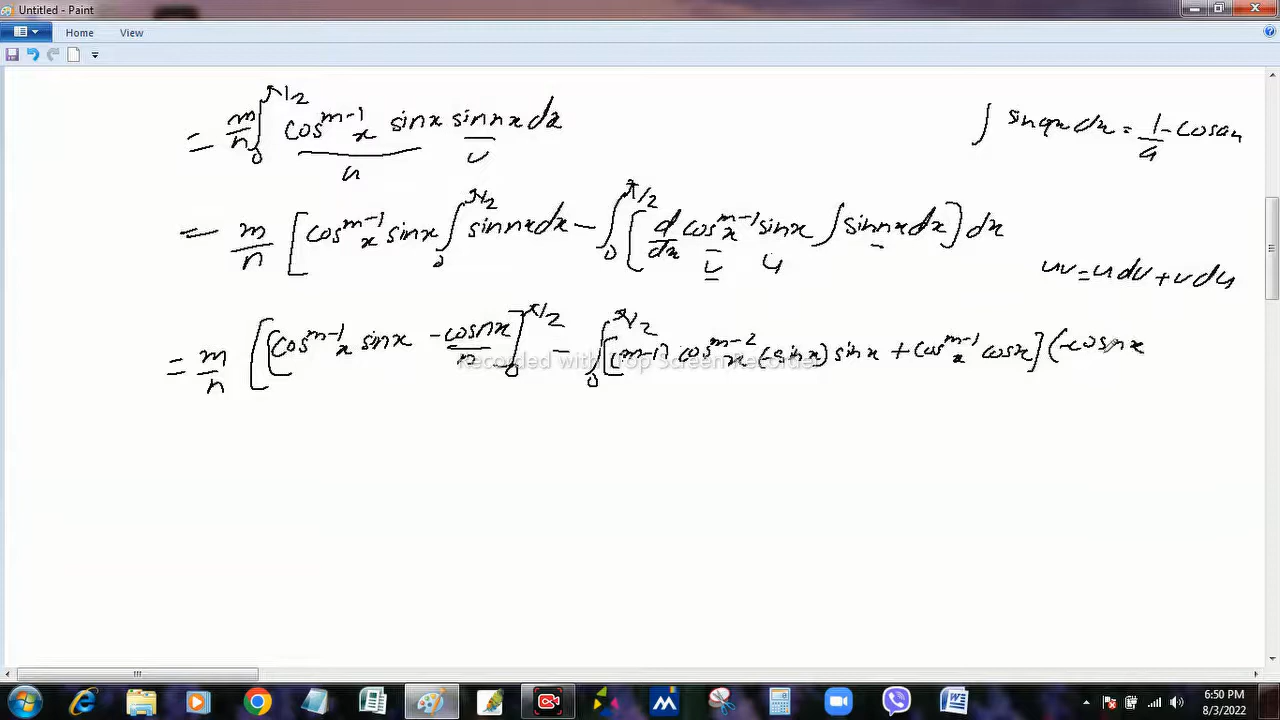 Untitled - Paint
Home View
= m/n ∫₀^π/2 cos^m-1 x sinx sinnx dx
u v
∫ sinax dx = 1/a - cosax
= m/n [cos^m-1 x sinx ∫₀^π/2 sinnx dx - ∫₀^π/2 [d/dx cos^m-1 x sinx ∫ sinnx dx] dx
v u
uv = u dv + v du
= m/n [[cos^m-1 x sinx -cosnx/n]₀^π/2 - ∫₀^π/2 [(m-1) cos^m-2 x (-sinx) sinx + cos^m-1 x cosx] (-cosnx
Recorded with Top Screen Recorder
6:50 PM
8/3/2022